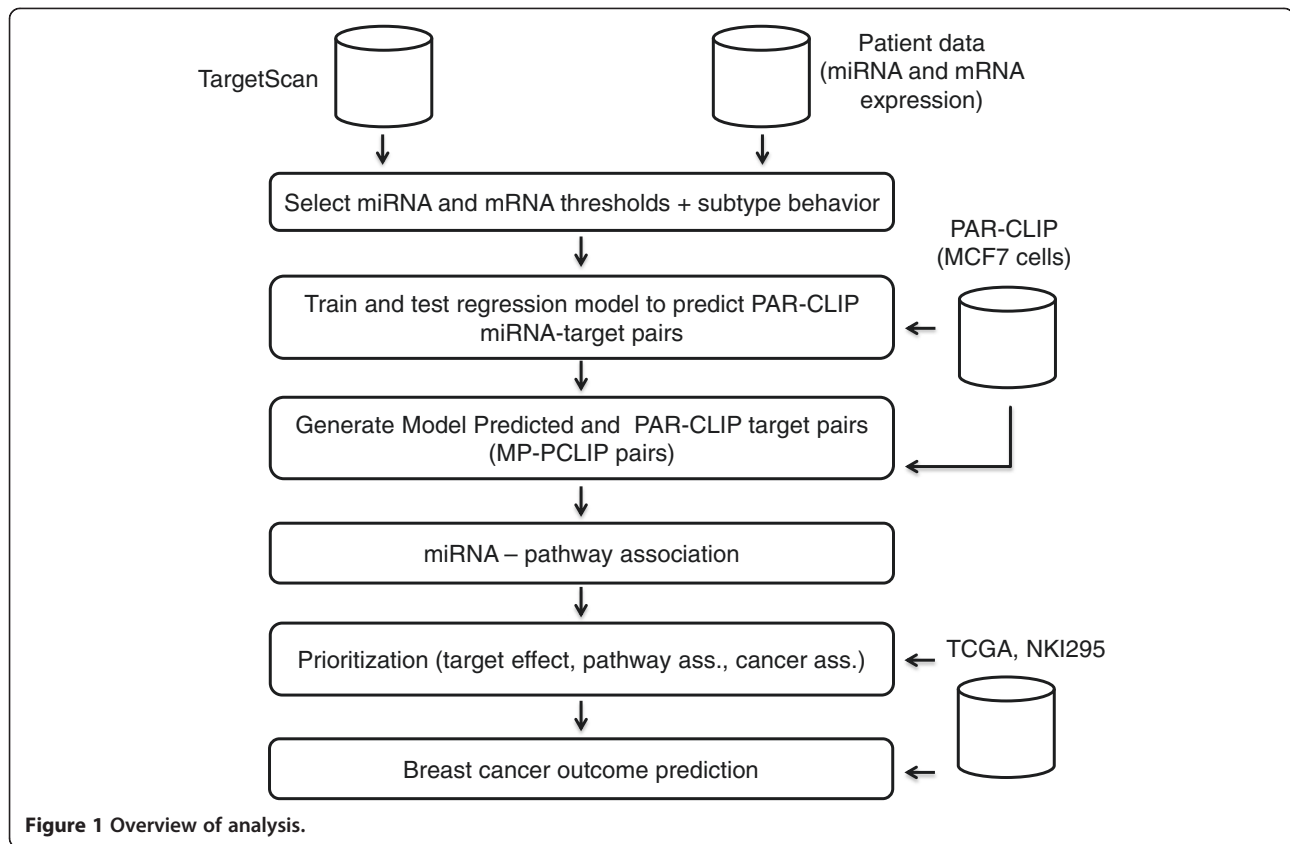 TargetScan
Patient data
(miRNA and mRNA
expression)
Select miRNA and mRNA thresholds + subtype behavior
PAR-CLIP
(MCF7 cells)
Train and test regression model to predict PAR-CLIP
miRNA-target pairs
Generate Model Predicted and PAR-CLIP target pairs
(MP-PCLIP pairs)
miRNA – pathway association
Prioritization (target effect, pathway ass., cancer ass.)
TCGA, NKI295
Breast cancer outcome prediction
Figure 1 Overview of analysis.